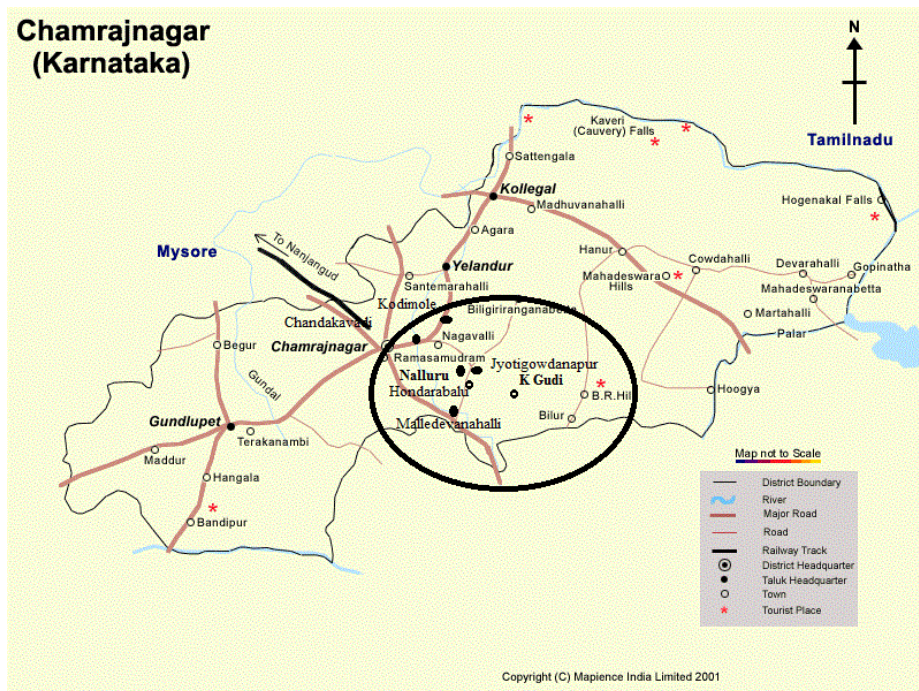 Chamrajnagar
(Karnataka)
N
Tamilnadu
Kaveri
(Cauvery) Falls
Sattengala
Kollegal
Madhuvanahalli
Hogenakal Falls
Agara
Mysore
To Nanjangud
Hanur
Cowdahalli
Devarahalli
Gopinatha
Yelandur
Santemarahalli
Mahadeswara
Hills
Mahadeswaranabetta
Kodimole
Biligiriranganabetta
Martahalli
Palar
Chandakavadi
Chamrajnagar
Nagavalli
Ramasamudram
Begur
Gundal
Nalluru
Jyotigowdanapur
K Gudi
Hondarabalu
B.R.Hil
Hoogya
Malledevanahalli
Bilur
Gundlupet
Terakanambi
Maddur
Hangala
Bandipur
Map not to Scale
District Boundary
River
Major Road
Road
Railway Track
District Headquarter
Taluk Headquarter
Town
Tourist Place
Copyright (C) Mapience India Limited 2001